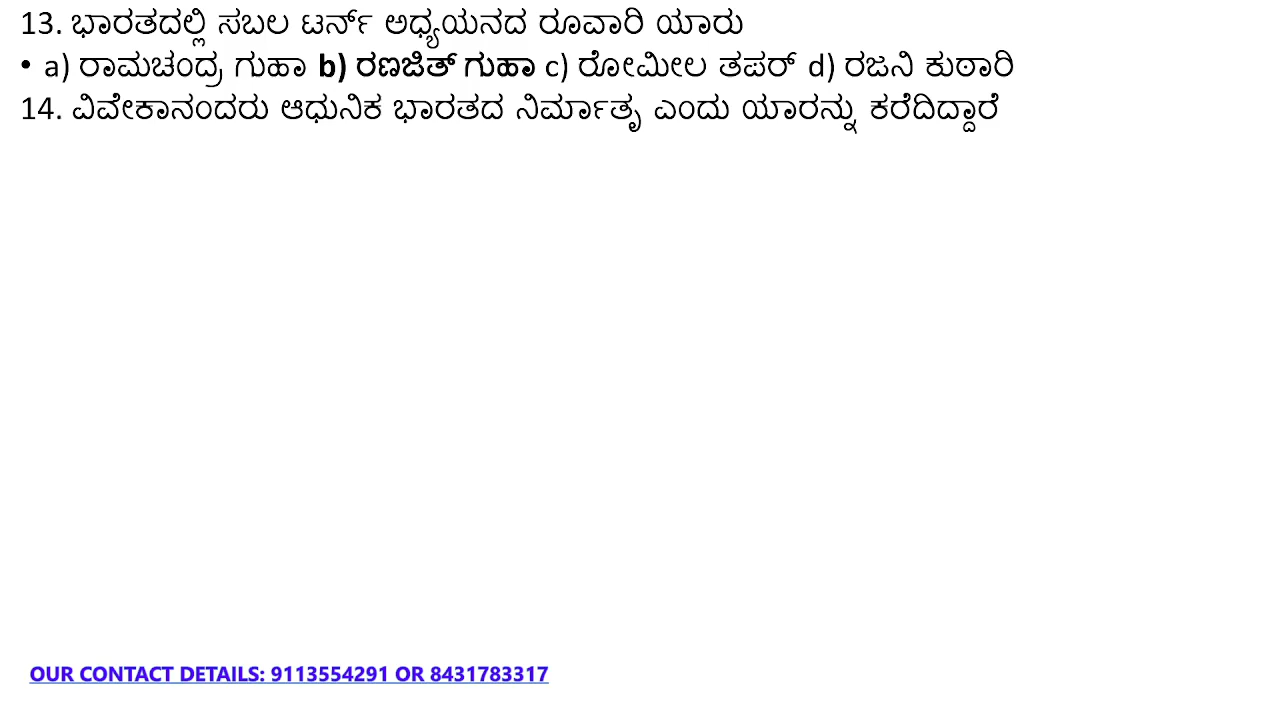 13. ಭಾರತದಲ್ಲಿ ಸಬಲ ಟರ್ನ್ ಅಧ್ಯಯನದ ರೂವಾರಿ ಯಾರು
• a) ರಾಮಚಂದ್ರ ಗುಹಾ b) ರಣಜಿತ್ ಗುಹಾ c) ರೋಮೀಲ ತಪರ್ d) ರಜನಿ ಕುಠಾರಿ
14. ವಿವೇಕಾನಂದರು ಆಧುನಿಕ ಭಾರತದ ನಿರ್ಮಾತೃ ಎಂದು ಯಾರನ್ನು ಕರೆದಿದ್ದಾರೆ
OUR CONTACT DETAILS: 9113554291 OR 8431783317